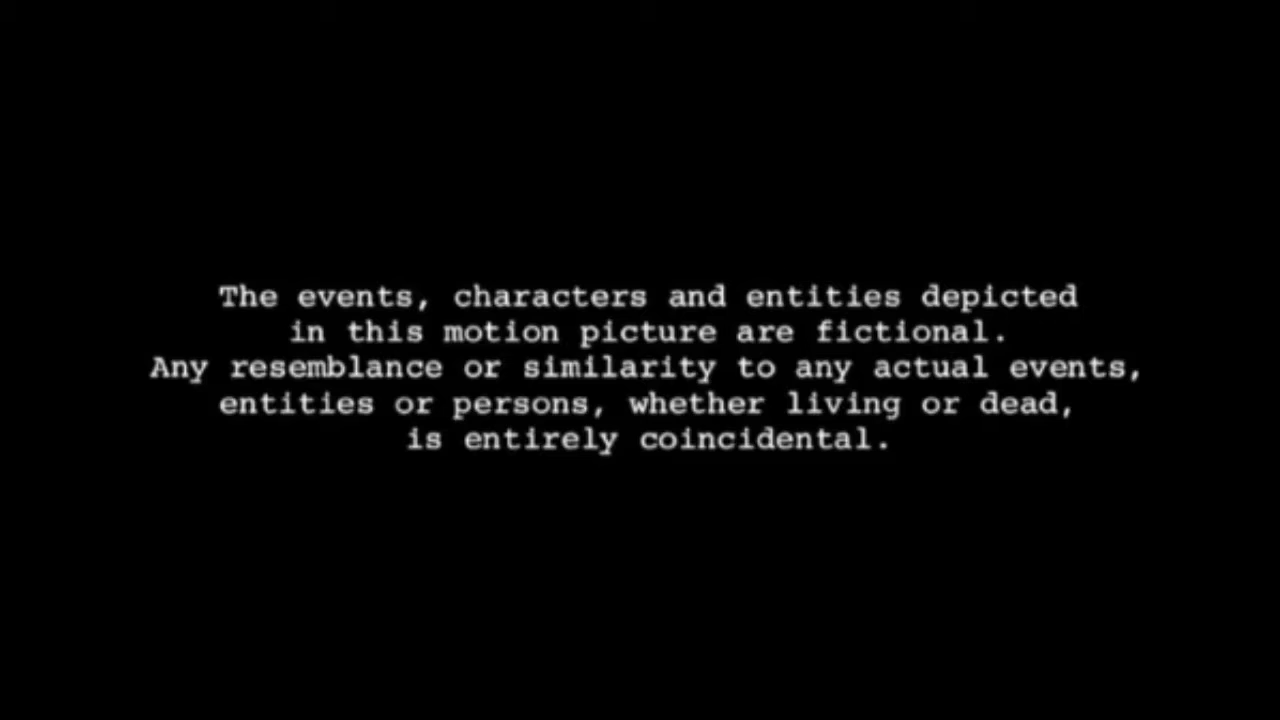 The events, characters and entities depicted
in this motion picture are fictional.
Any resemblance or similarity to any actual events,
entities or persons, whether living or dead,
is entirely coincidental.